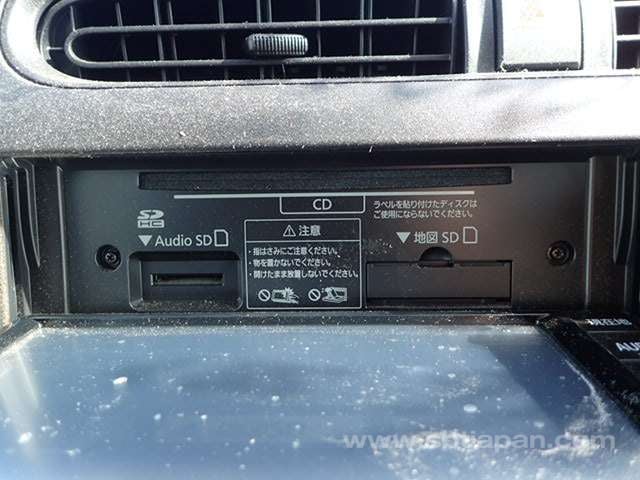 CD
ラベルを貼り付けたディスクは
ご使用にならないでください。
SD
HC
▼Audio SD
⚠注意
・指はさみにご注意ください。
・物を置かないでください。
・開けたまま放置しないでください。
▼地図 SD
現在地
AU
www.sbtjapan.com